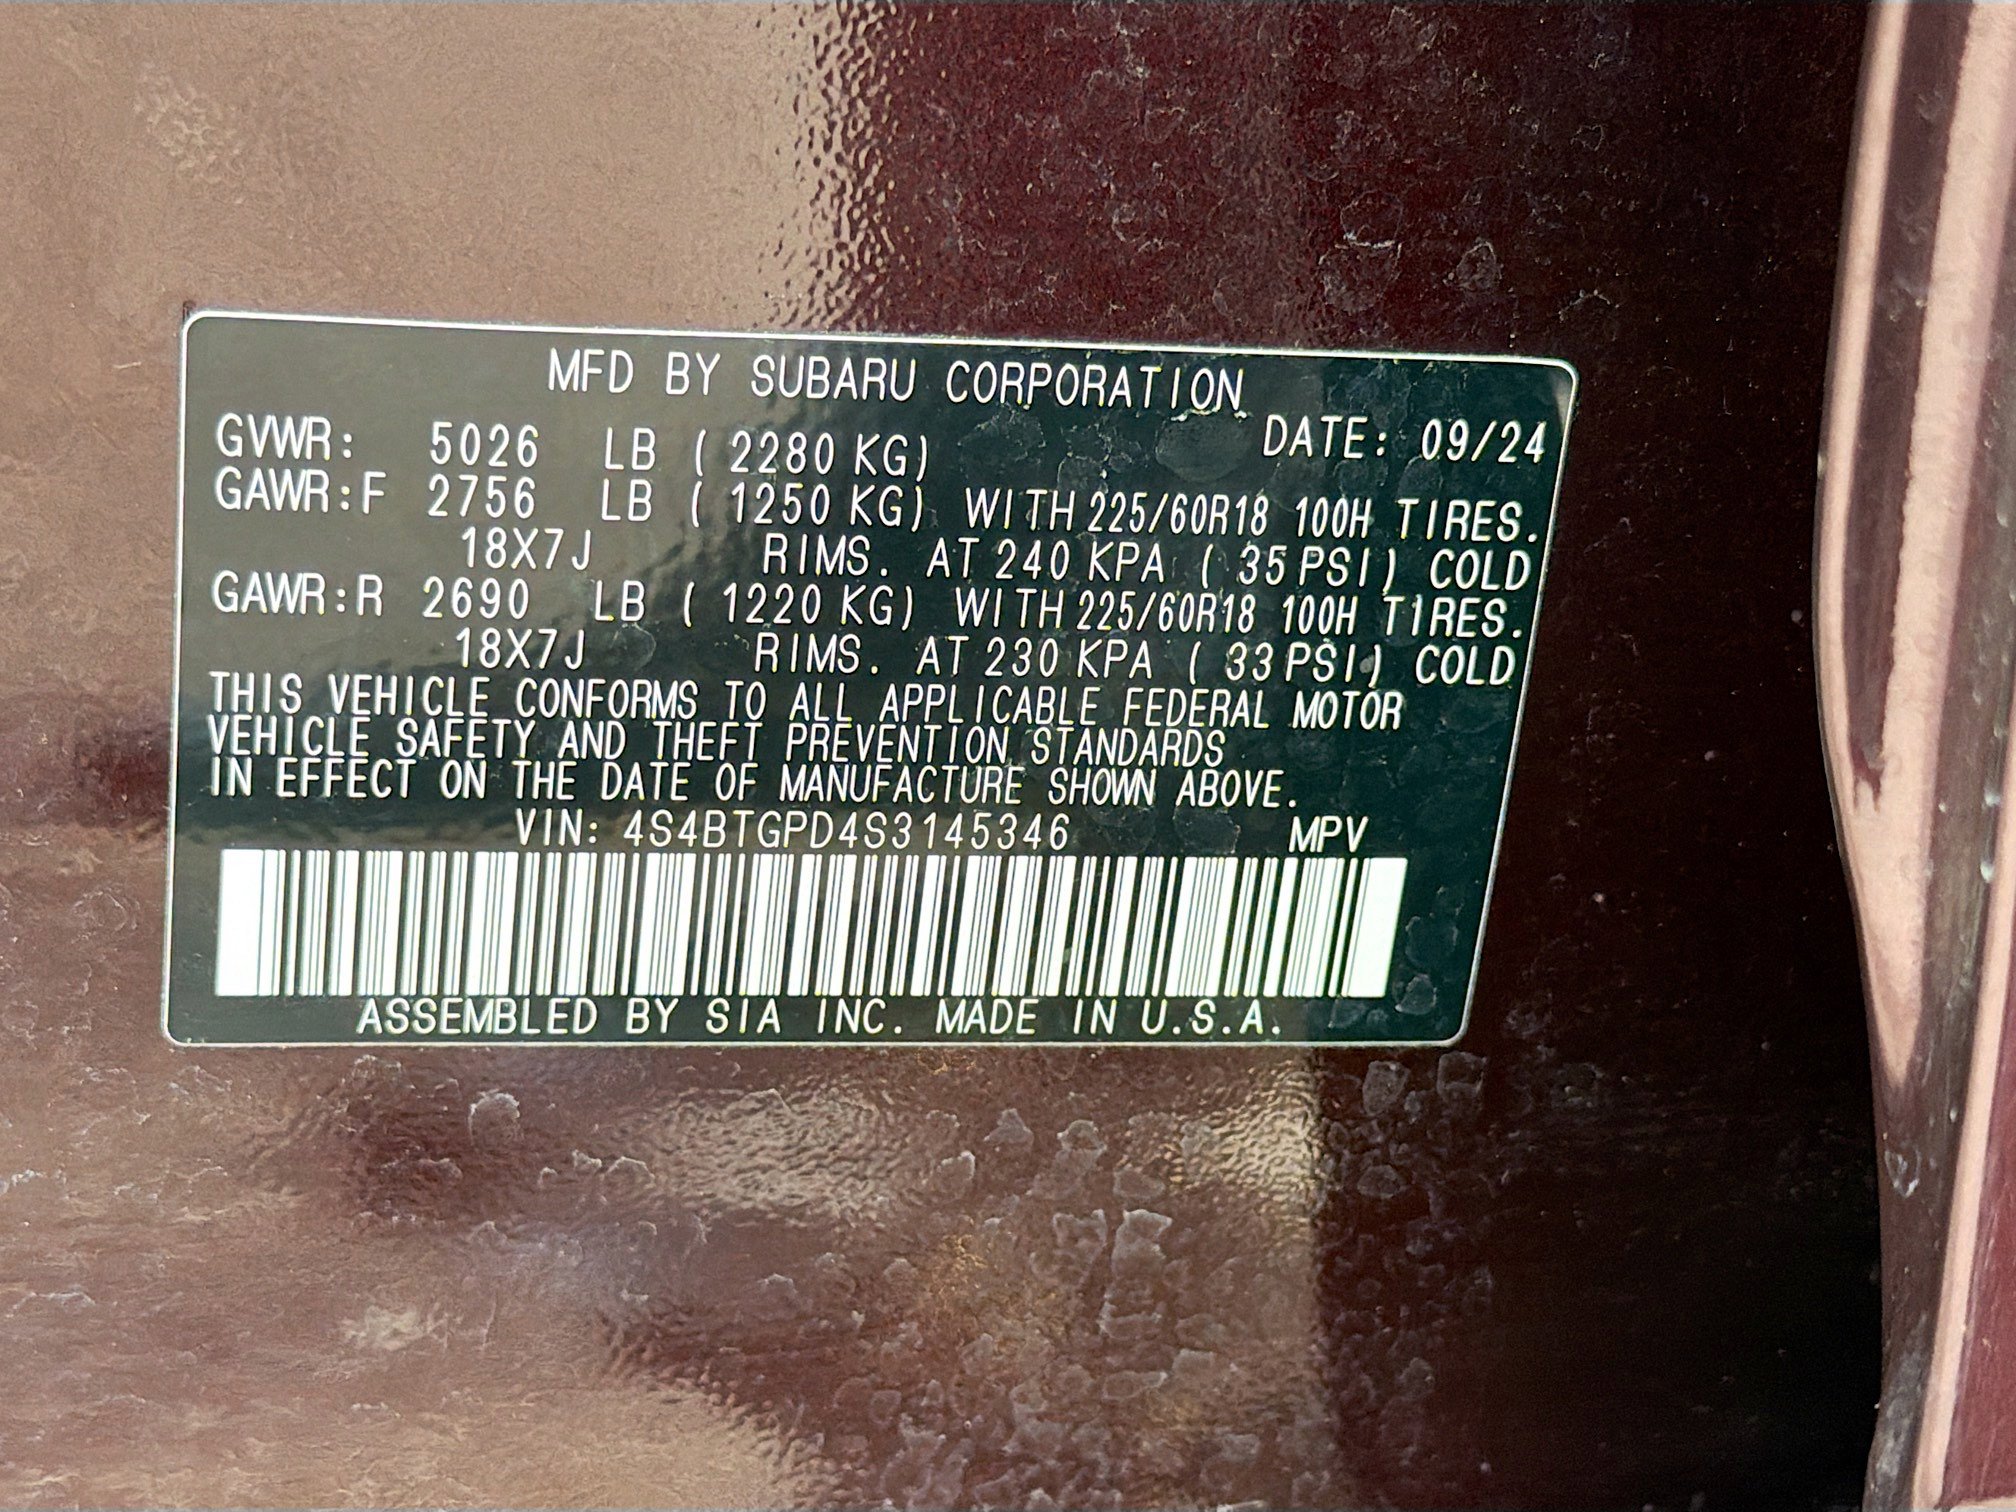 MFD BY SUBARU CORPORATION
GVWR: 5026 LB ( 2280 KG) DATE: 09/24
GAWR:F 2756 LB ( 1250 KG) WITH 225/60R18 100H TIRES.
18X7J RIMS. AT 240 KPA ( 35 PSI) COLD
GAWR:R 2690 LB ( 1220 KG) WITH 225/60R18 100H TIRES.
18X7J RIMS. AT 230 KPA ( 33 PSI) COLD
THIS VEHICLE CONFORMS TO ALL APPLICABLE FEDERAL MOTOR
VEHICLE SAFETY AND THEFT PREVENTION STANDARDS
IN EFFECT ON THE DATE OF MANUFACTURE SHOWN ABOVE.
VIN: 4S4BTGPD4S3145346 MPV
ASSEMBLED BY SIA INC. MADE IN U.S.A.